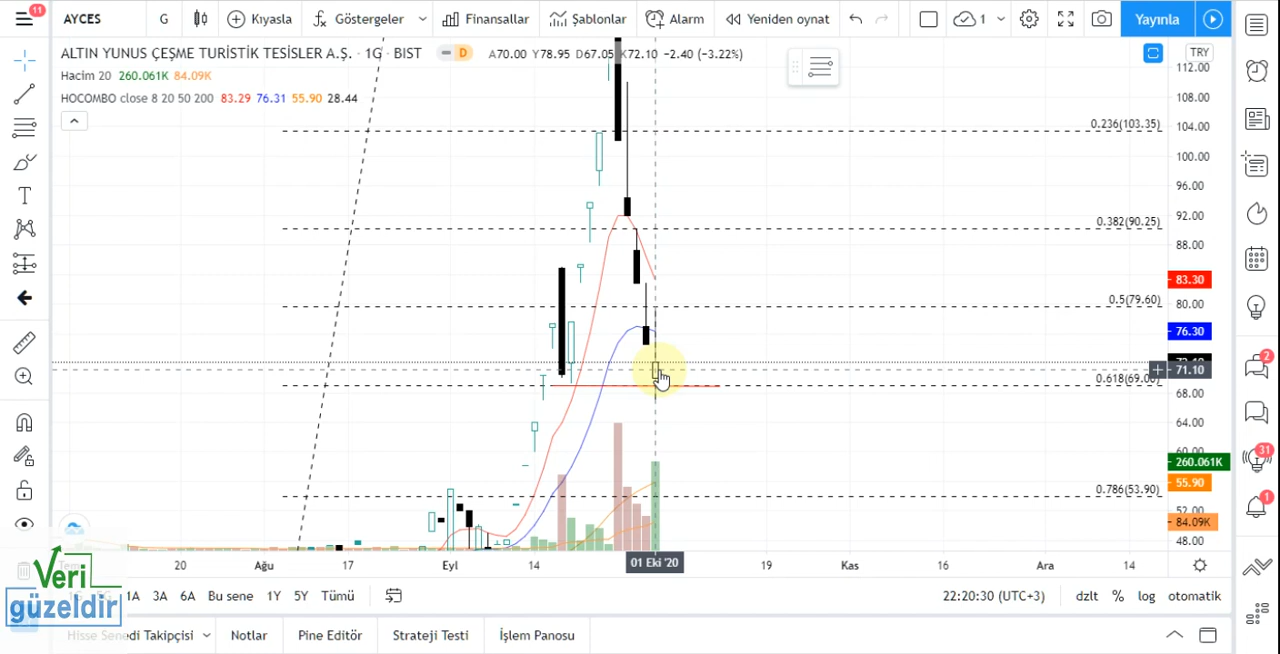 11
AYCES
G
Kıyasla
Göstergeler
Finansallar
Şablonlar
Alarm
Yeniden oynat
1
Yayınla
ALTIN YUNUS ÇEŞME TURİSTİK TESİSLER A.Ş. · 1G · BIST
D
A70.00 Y78.95 D67.05 K72.10 −2.40 (−3.22%)
TRY
Hacim 20 260.061K 84.09K
HOCOMBO close 8 20 50 200 83.29 76.31 55.90 28.44
112.00
108.00
0.236(103.35)
104.00
100.00
96.00
92.00
0.382(90.25)
88.00
83.30
0.5(79.60)
80.00
76.30
71.10
0.618(69.00)
68.00
64.00
60.00
260.061K
55.90
0.786(53.90)
52.00
84.09K
48.00
20
Ağu
17
Eyl
14
01 Eki '20
19
Kas
16
Ara
14
2
31
1
Veri
güzeldir
1A
3A
6A
Bu sene
1Y
5Y
Tümü
22:20:30 (UTC+3)
dzlt
%
log
otomatik
Hisse Senedi Takipçisi
Notlar
Pine Editör
Strateji Testi
İşlem Panosu